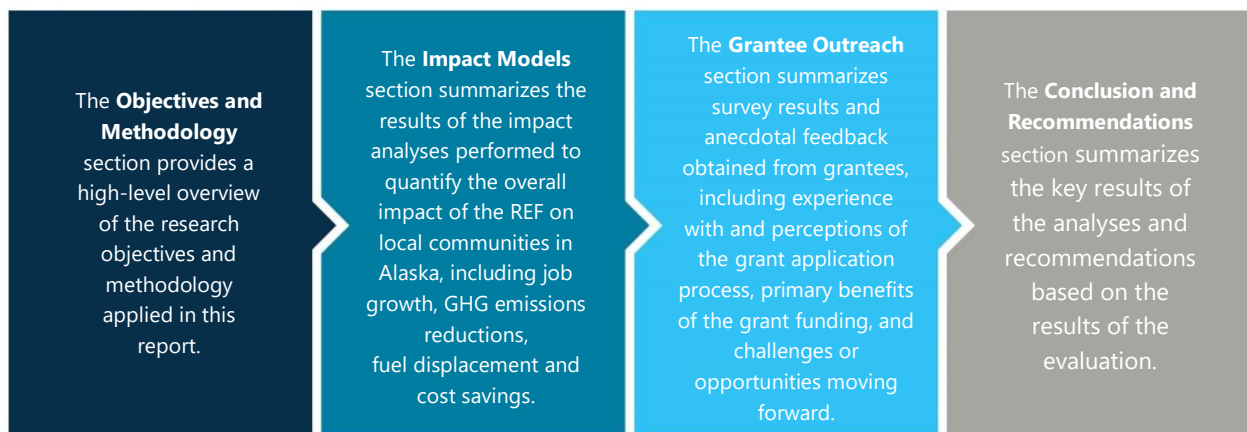 The Objectives and
Methodology
section provides a
high-level overview
of the research
objectives and
methodology
applied in this
report.
The Impact Models
section summarizes the
results of the impact
analyses performed to
quantify the overall
impact of the REF on
local communities in
Alaska, including job
growth, GHG emissions
reductions,
fuel displacement and
cost savings.
The Grantee Outreach
section summarizes
survey results and
anecdotal feedback
obtained from grantees,
including experience
with and perceptions of
the grant application
process, primary benefits
of the grant funding, and
challenges or
opportunities moving
forward.
The Conclusion and
Recommendations
section summarizes
the key results of
the analyses and
recommendations
based on the
results of the
evaluation.